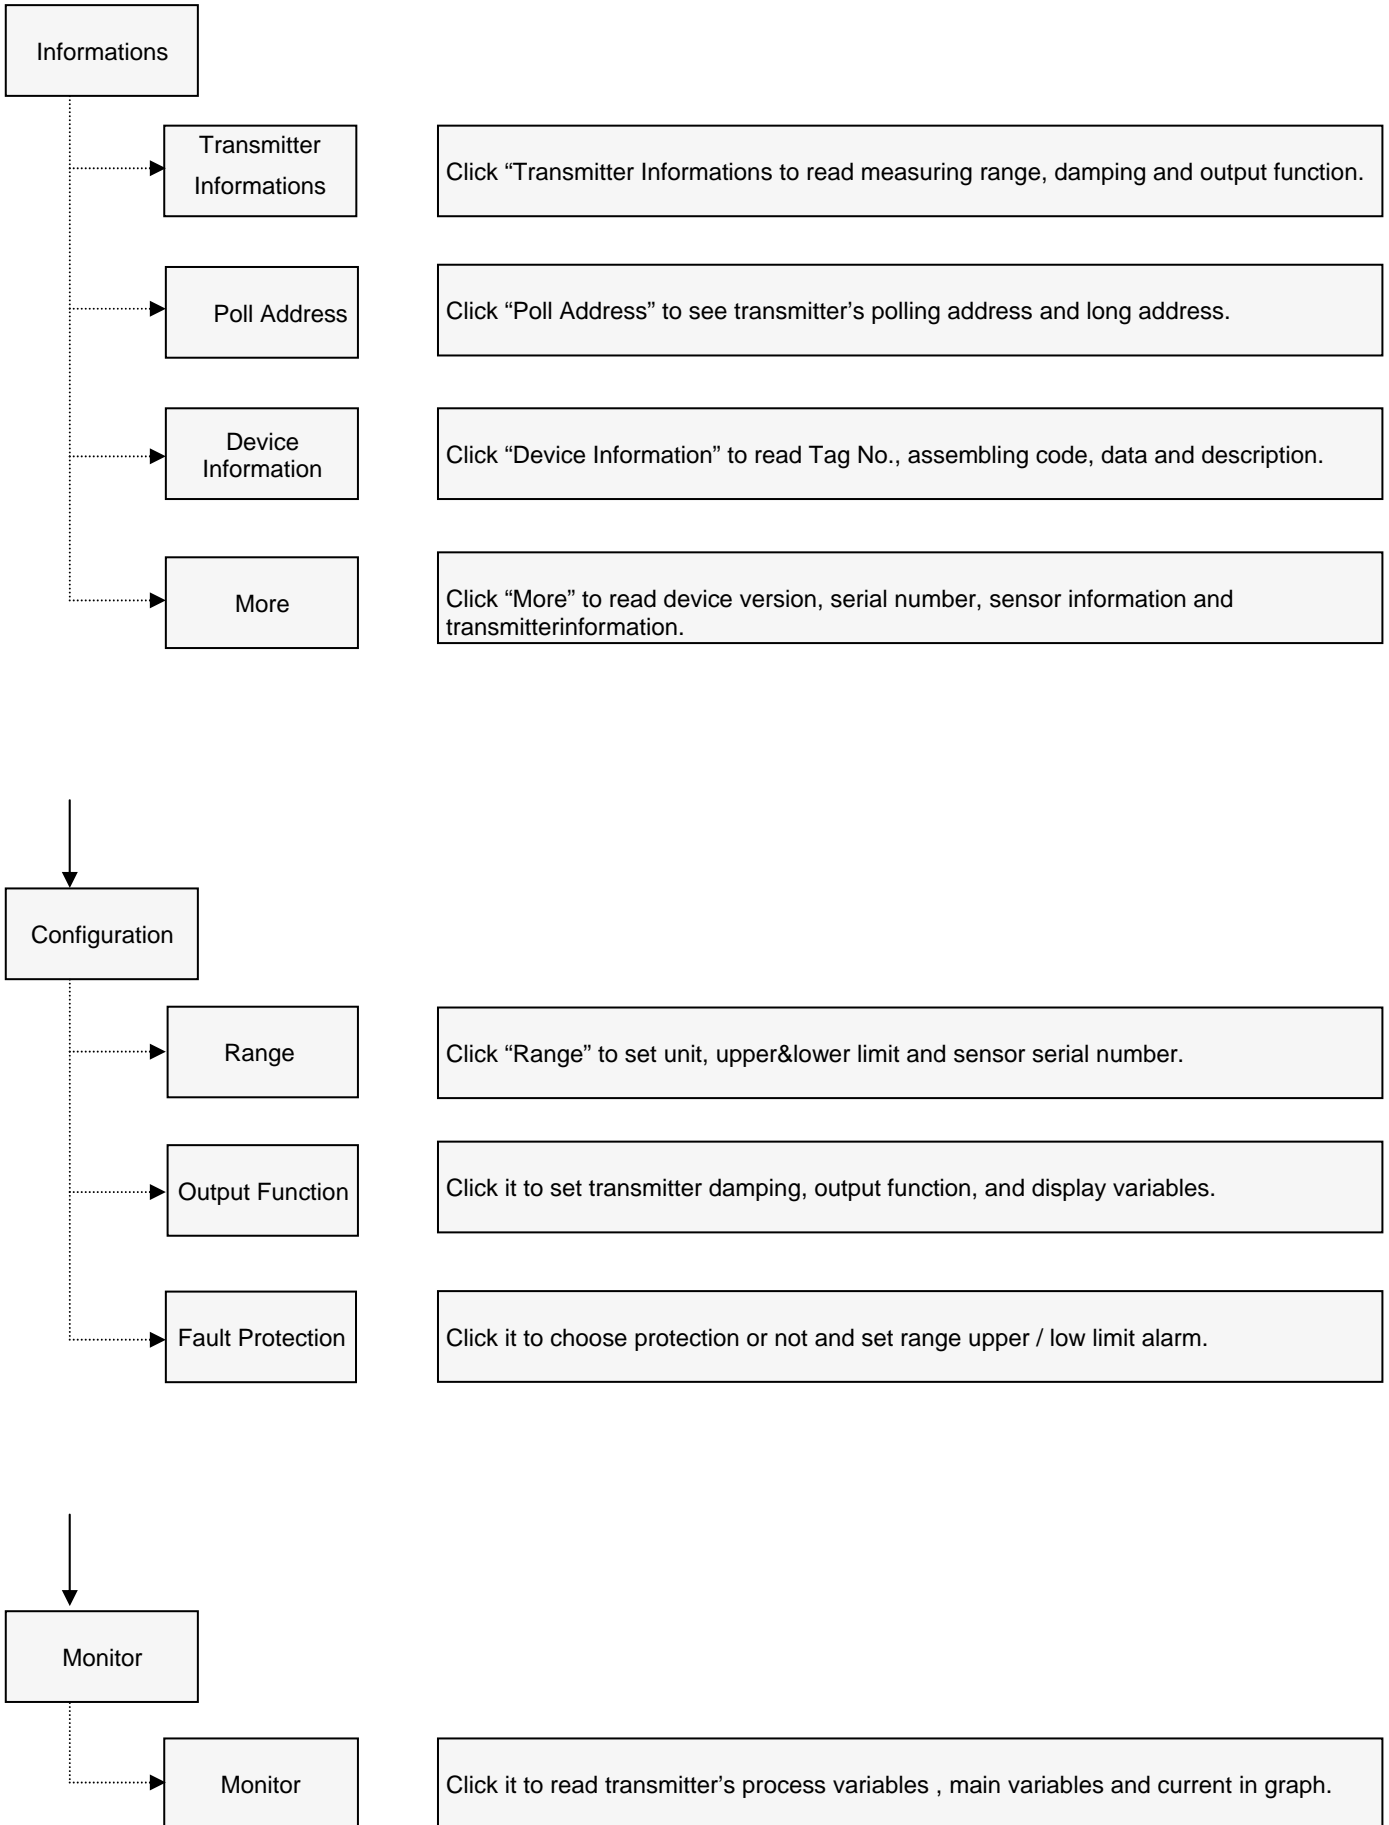 Informations
Transmitter
Informations
Click “Transmitter Informations to read measuring range, damping and output function.
Poll Address
Click “Poll Address” to see transmitter’s polling address and long address.
Device
Information
Click “Device Information” to read Tag No., assembling code, data and description.
More
Click “More” to read device version, serial number, sensor information and
transmitterinformation.
Configuration
Range
Click “Range” to set unit, upper&lower limit and sensor serial number.
Output Function
Click it to set transmitter damping, output function, and display variables.
Fault Protection
Click it to choose protection or not and set range upper / low limit alarm.
Monitor
Monitor
Click it to read transmitter’s process variables , main variables and current in graph.